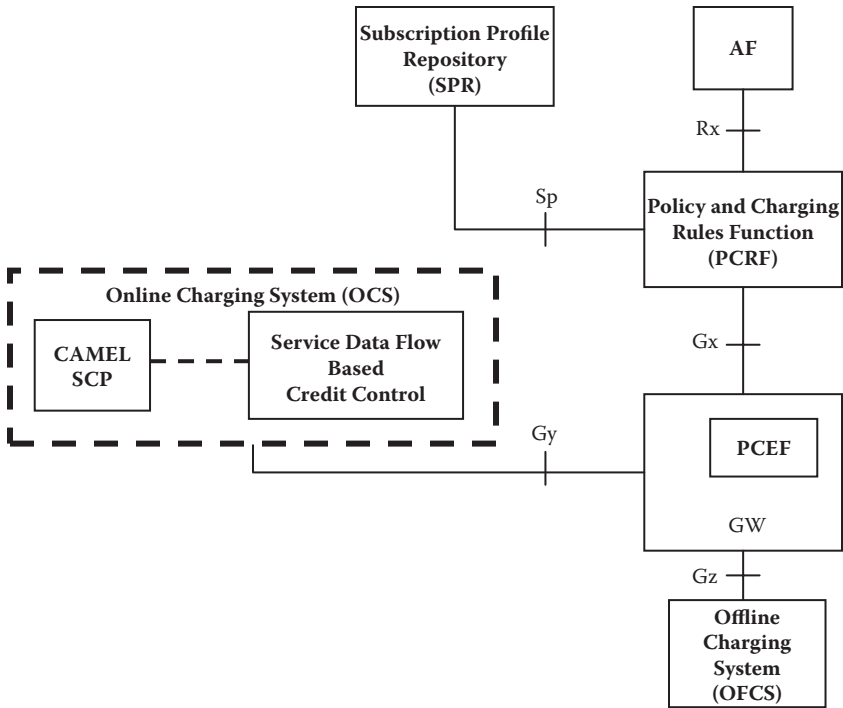 Subscription Profile
Repository
(SPR)
AF
Rx
Sp
Policy and Charging
Rules Function
(PCRF)
Online Charging System (OCS)
CAMEL
SCP
Service Data Flow
Based
Credit Control
Gx
Gy
PCEF
GW
Gz
Offline
Charging
System
(OFCS)